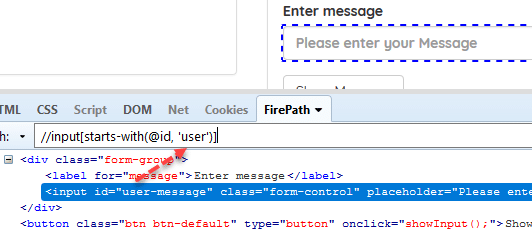 Enter message
Please enter your Message
Show Message
HTML CSS Script DOM Net Cookies FirePath
h: //input[starts-with(@id, 'user')]
<div class="form-group">
<label for="message">Enter message</label>
<input id="user-message" class="form-control" placeholder="Please ente
</div>
<button class="btn btn-default" type="button" onclick="showInput();">Show